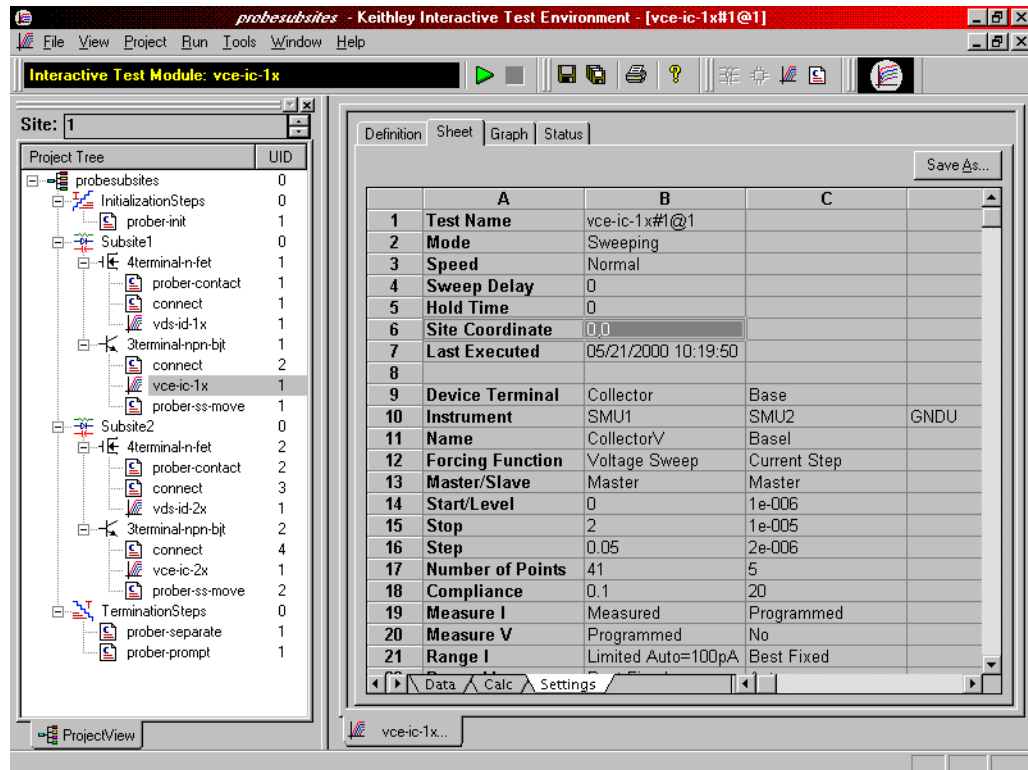 probesubsites - Keithley Interactive Test Environment - [vce-ic-1x#1@1]
File View Project Run Tools Window Help
Interactive Test Module: vce-ic-1x
Site: 1
Project Tree UID
probesubsites 0
InitializationSteps 0
prober-init 1
Subsite1 0
4terminal-n-fet 1
prober-contact 1
connect 1
vds-id-1x 1
3terminal-npn-bjt 1
connect 2
vce-ic-1x 1
prober-ss-move 1
Subsite2 0
4terminal-n-fet 2
prober-contact 2
connect 3
vds-id-2x 1
3terminal-npn-bjt 2
connect 4
vce-ic-2x 1
prober-ss-move 2
TerminationSteps 0
prober-separate 1
prober-prompt 1
ProjectView
Definition Sheet Graph Status
Save As...
A B C
1 Test Name vce-ic-1x#1@1
2 Mode Sweeping
3 Speed Normal
4 Sweep Delay 0
5 Hold Time 0
6 Site Coordinate 0,0
7 Last Executed 05/21/2000 10:19:50
8
9 Device Terminal Collector Base
10 Instrument SMU1 SMU2 GNDU
11 Name CollectorV BaseI
12 Forcing Function Voltage Sweep Current Step
13 Master/Slave Master Master
14 Start/Level 0 1e-006
15 Stop 2 1e-005
16 Step 0.05 2e-006
17 Number of Points 41 5
18 Compliance 0.1 20
19 Measure I Measured Programmed
20 Measure V Programmed No
21 Range I Limited Auto=100pA Best Fixed
Data Calc Settings
vce-ic-1x...